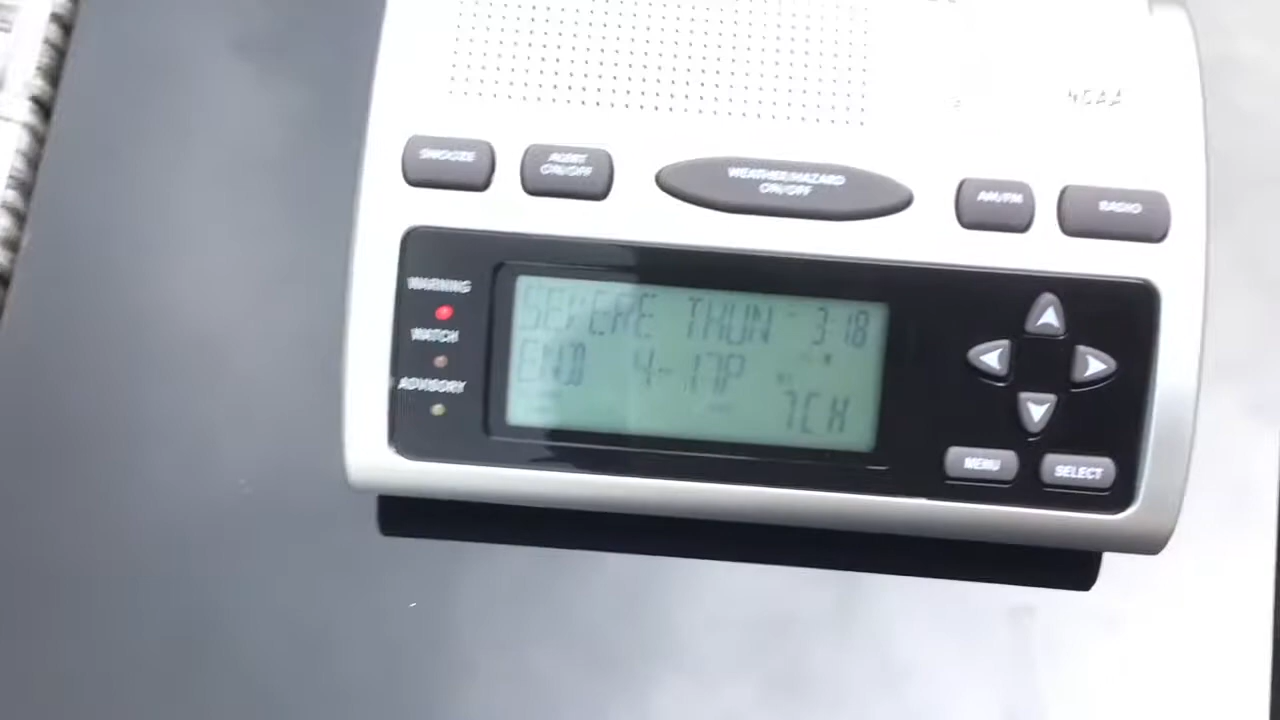 NOAA
SNOOZE
ALERT
ON/OFF
WEATHER/HAZARD
ON/OFF
AM/FM
RADIO
WARNING
WATCH
ADVISORY
SEVERE THUN 3:18
END 4:17P
7CH
MENU
SELECT